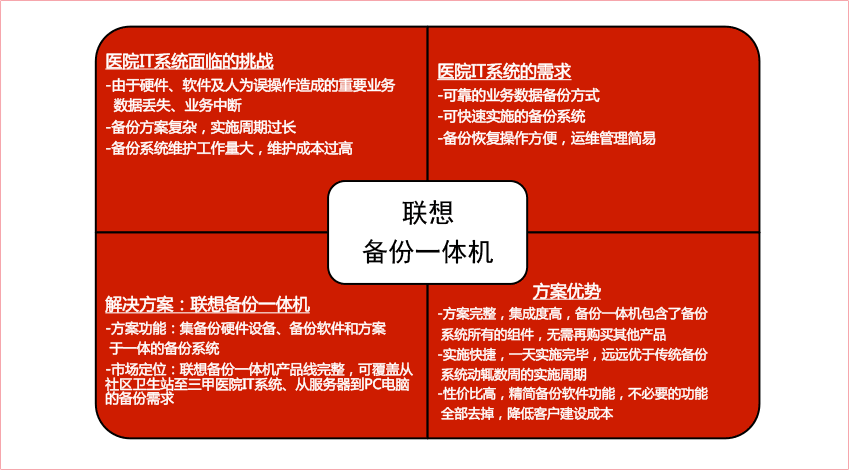 医院IT系统面临的挑战
-由于硬件、软件及人为误操作造成的重要业务
数据丢失、业务中断
-备份方案复杂，实施周期过长
-备份系统维护工作量大，维护成本过高
医院IT系统的需求
-可靠的业务数据备份方式
-可快速实施的备份系统
-备份恢复操作方便，运维管理简易
联想
备份一体机
解决方案：联想备份一体机
-方案功能：集备份硬件设备、备份软件和方案
于一体的备份系统
-市场定位：联想备份一体机产品线完整，可覆盖从
社区卫生站至三甲医院IT系统、从服务器到PC电脑
的备份需求
方案优势
-方案完整，集成度高，备份一体机包含了备份
系统所有的组件，无需再购买其他产品
-实施快捷，一天实施完毕，远远优于传统备份
系统动辄数周的实施周期
-性价比高，精简备份软件功能，不必要的功能
全部去掉，降低客户建设成本